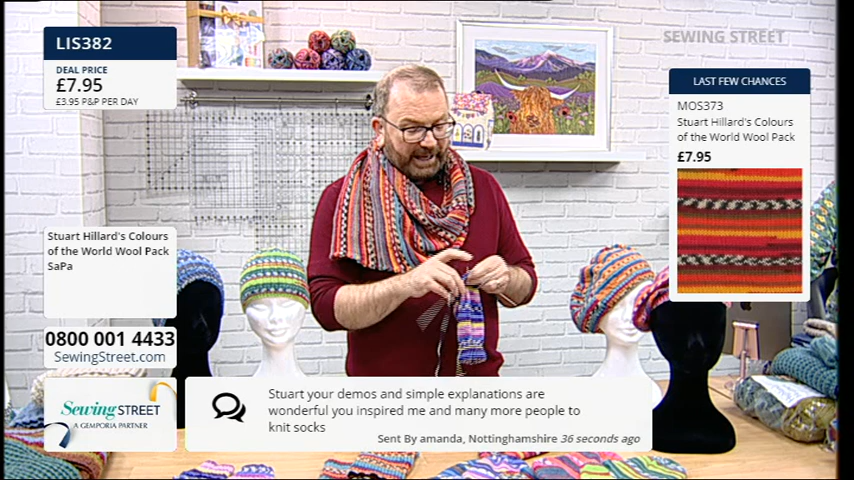 LIS382
DEAL PRICE
£7.95
£3.95 P&P PER DAY
SEWING STREET
LAST FEW CHANCES
MOS373
Stuart Hillard's Colours
of the World Wool Pack
£7.95
Stuart Hillard's Colours
of the World Wool Pack
SaPa
0800 001 4433
SewingStreet.com
Sewing STREET
A GEMPORIA PARTNER
Stuart your demos and simple explanations are
wonderful you inspired me and many more people to
knit socks
Sent By amanda, Nottinghamshire 36 seconds ago